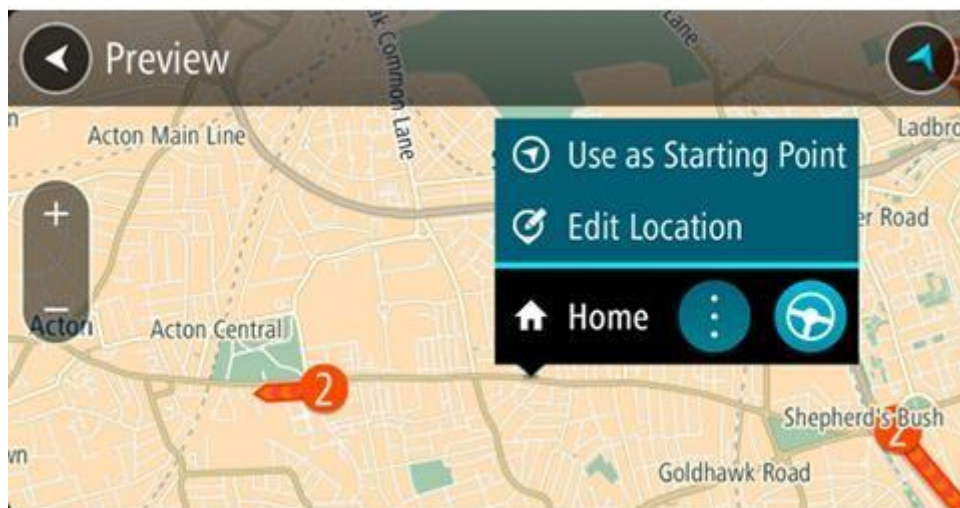 Preview
Common Lane
Acton Main Line
Use as Starting Point
Edit Location
Road
Home
Acton
Acton Central
2
Shepherd's Bush
2
Goldhawk Road